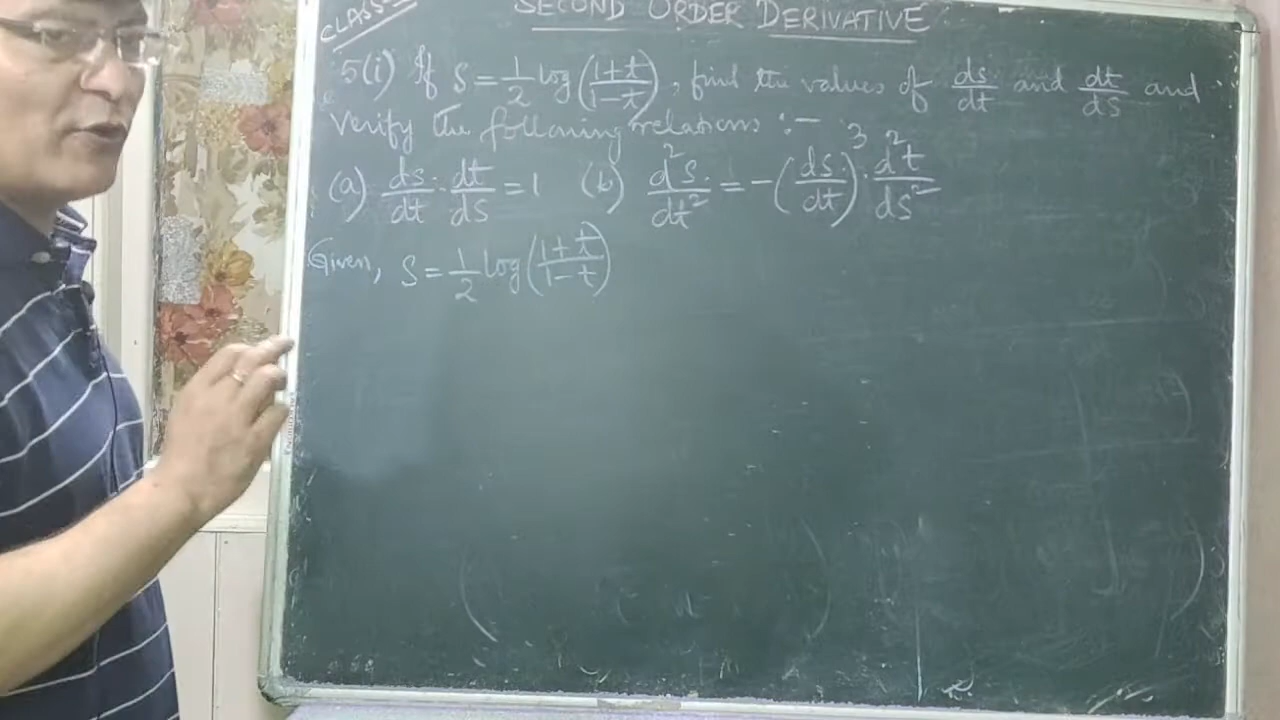 CLASS-
SECOND ORDER DERIVATIVE
5(i) If S = 1/2 log((1+t)/(1-t)), find the values of ds/dt and dt/ds and
verify the following relations :-
(a) ds/dt · dt/ds = 1 (b) d²s/dt² = -(ds/dt)³ · d²t/ds²
Given, S = 1/2 log((1+t)/(1-t))